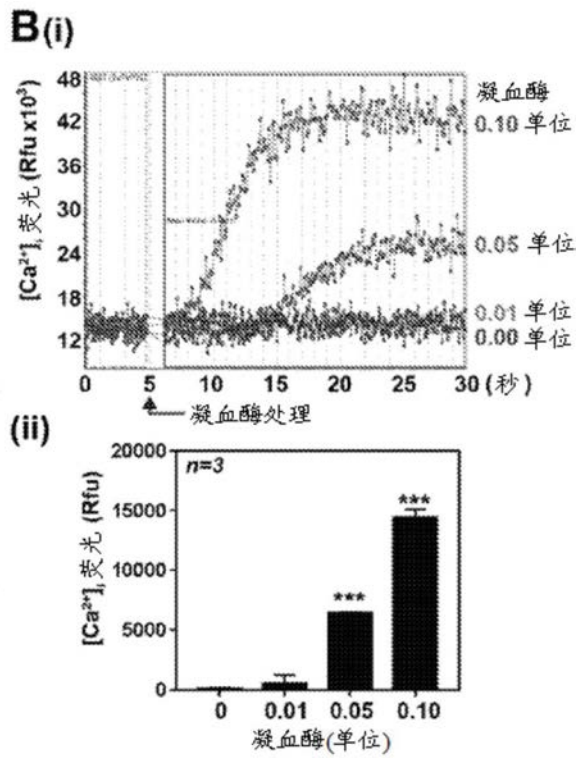 B(i)
[Ca²⁺]ᵢ 荧光 (Rfu x10³)
48
42
36
30
24
18
12
0 5 10 15 20 25 30 (秒)
凝血酶
0.10 单位
0.05 单位
0.01 单位
0.00 单位
凝血酶处理
(ii)
[Ca²⁺]ᵢ 荧光 (Rfu)
20000
15000
10000
5000
0
n=3
***
***
0 0.01 0.05 0.10
凝血酶(单位)